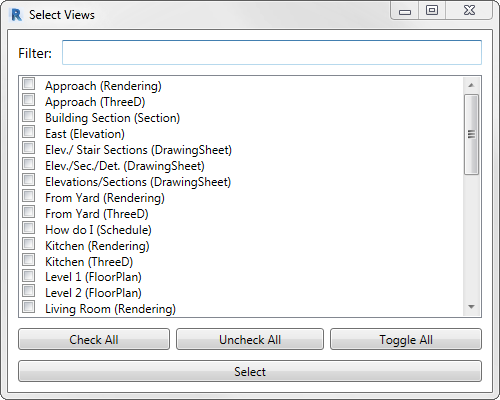 Select Views
Filter:
Approach (Rendering)
Approach (ThreeD)
Building Section (Section)
East (Elevation)
Elev./ Stair Sections (DrawingSheet)
Elev./Sec./Det. (DrawingSheet)
Elevations/Sections (DrawingSheet)
From Yard (Rendering)
From Yard (ThreeD)
How do I (Schedule)
Kitchen (Rendering)
Kitchen (ThreeD)
Level 1 (FloorPlan)
Level 2 (FloorPlan)
Living Room (Rendering)
Check All Uncheck All Toggle All
Select